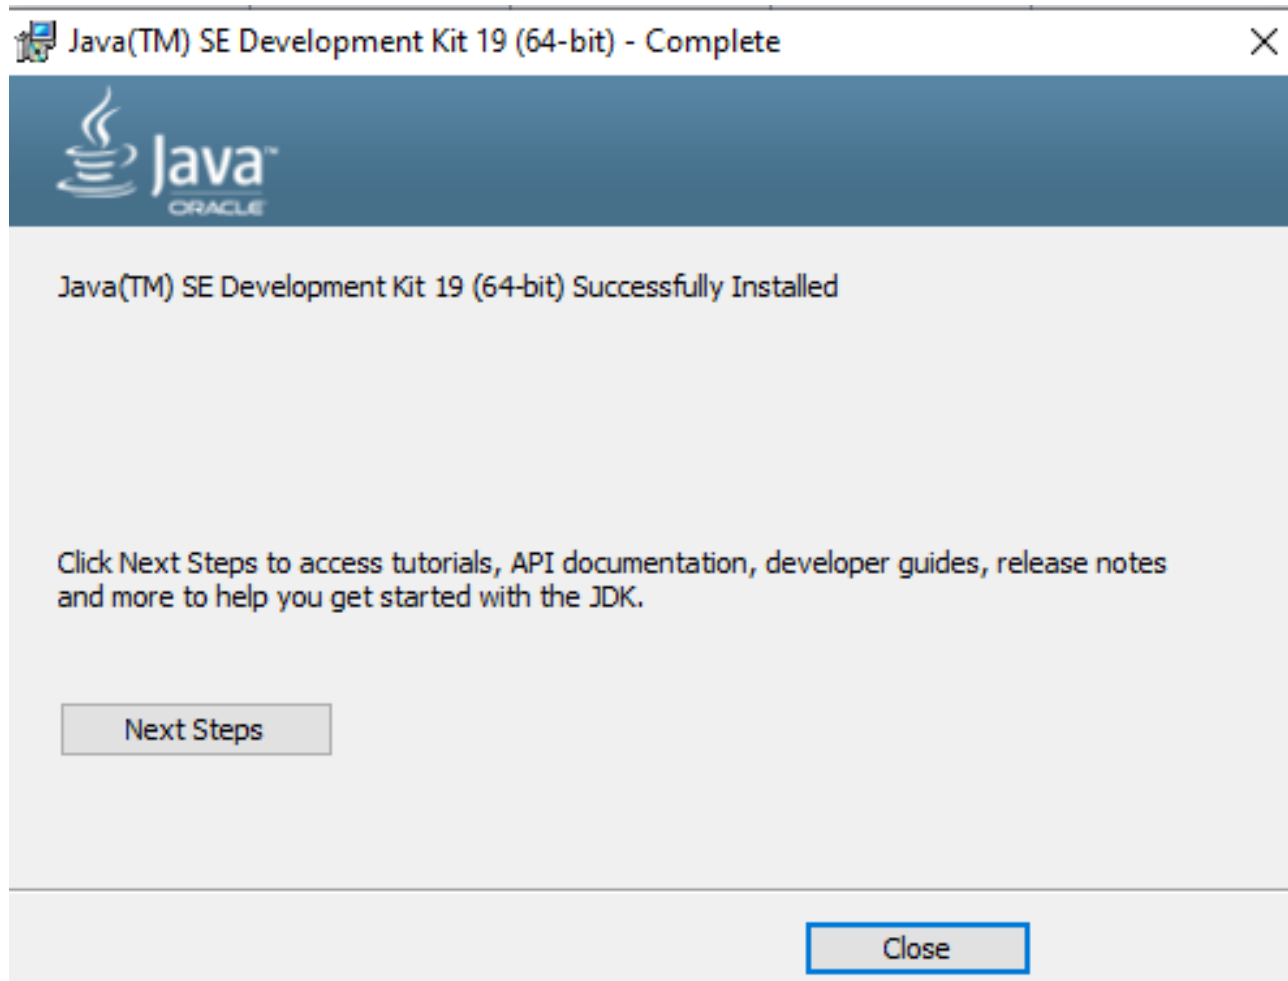 Java(TM) SE Development Kit 19 (64-bit) - Complete
Java™
ORACLE
Java(TM) SE Development Kit 19 (64-bit) Successfully Installed
Click Next Steps to access tutorials, API documentation, developer guides, release notes
and more to help you get started with the JDK.
Next Steps
Close